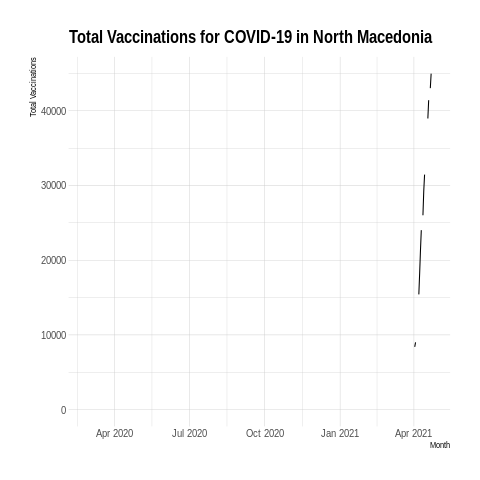 Total Vaccinations for COVID-19 in North Macedonia
Total Vaccinations
40000
30000
20000
10000
0
Apr 2020 Jul 2020 Oct 2020 Jan 2021 Apr 2021
Month